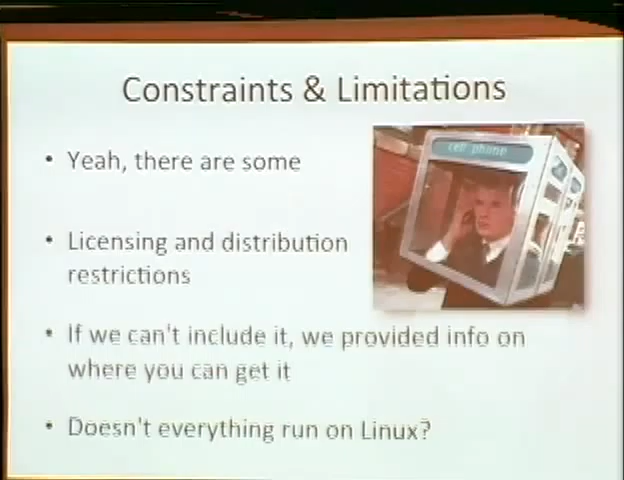 Constraints & Limitations
• Yeah, there are some
cell phone
• Licensing and distribution
restrictions
• If we can't include it, we provided info on
where you can get it
• Doesn't everything run on Linux?